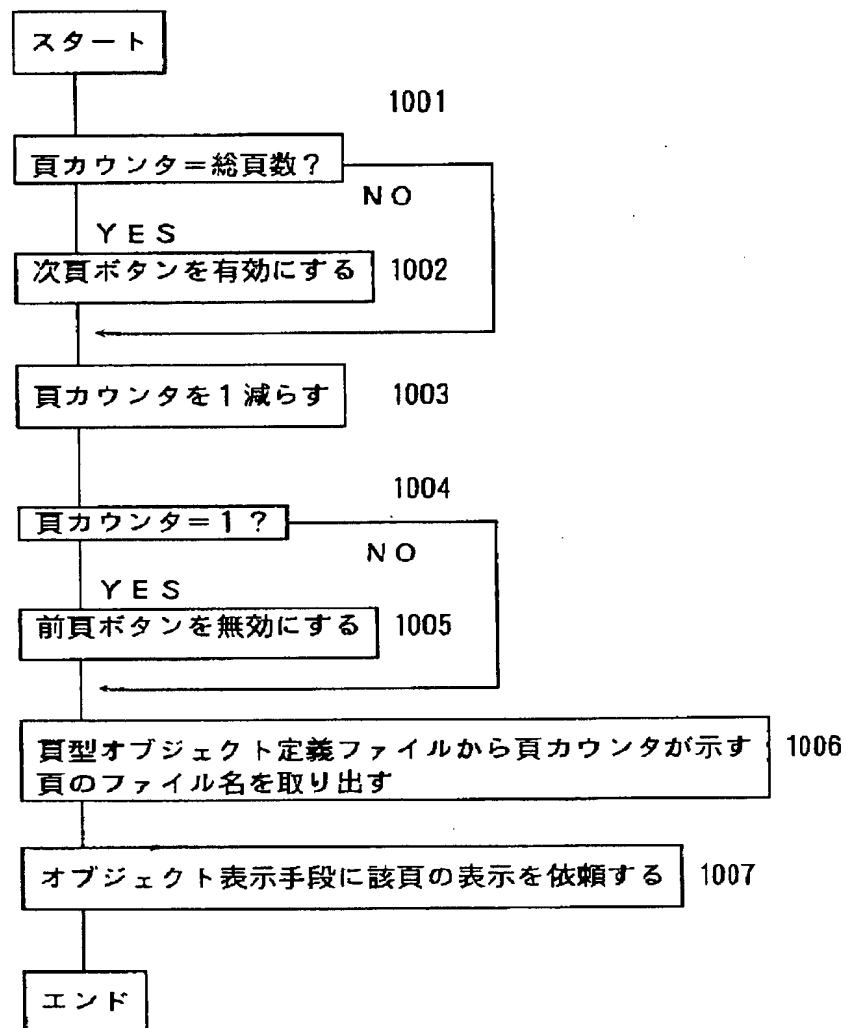 スタート
1001
頁カウンタ＝総頁数？
NO
YES
次頁ボタンを有効にする
1002
頁カウンタを1減らす
1003
1004
頁カウンタ＝1？
NO
YES
前頁ボタンを無効にする
1005
頁型オブジェクト定義ファイルから頁カウンタが示す
頁のファイル名を取り出す
1006
オブジェクト表示手段に該頁の表示を依頼する
1007
エンド